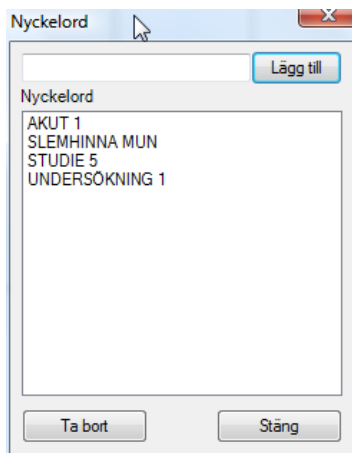 Nyckelord
Lägg till
Nyckelord
AKUT 1
SLEMHINNA MUN
STUDIE 5
UNDERSÖKNING 1
Ta bort
Stäng